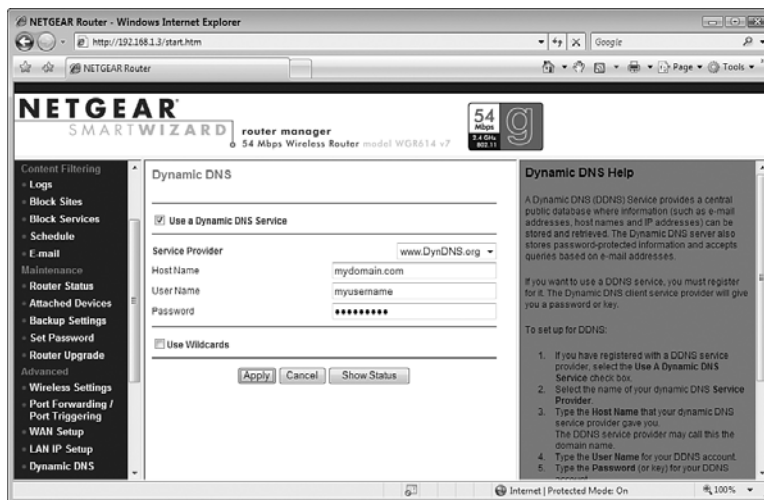 NETGEAR Router - Windows Internet Explorer
http://192.168.1.3/start.htm
Google
NETGEAR Router
Page
Tools
NETGEAR
SMARTWIZARD router manager
54 Mbps Wireless Router model WGR614 v7
54
Mbps
2.4 GHz
802.11
g
Content Filtering
Logs
Block Sites
Block Services
Schedule
E-mail
Maintenance
Router Status
Attached Devices
Backup Settings
Set Password
Router Upgrade
Advanced
Wireless Settings
Port Forwarding /
Port Triggering
WAN Setup
LAN IP Setup
Dynamic DNS
Dynamic DNS
Use a Dynamic DNS Service
Service Provider www.DynDNS.org
Host Name mydomain.com
User Name myusername
Password •••••••••
Use Wildcards
Apply Cancel Show Status
Dynamic DNS Help
A Dynamic DNS (DDNS) Service provides a central
public database where information (such as e-mail
addresses, host names and IP addresses) can be
stored and retrieved. The Dynamic DNS server also
stores password-protected information and accepts
queries based on e-mail addresses.
If you want to use a DDNS service, you must register
for it. The Dynamic DNS client service provider will give
you a password or key.
To set up for DDNS:
1. If you have registered with a DDNS service
provider, select the Use A Dynamic DNS
Service check box.
2. Select the name of your dynamic DNS Service
Provider.
3. Type the Host Name that your dynamic DNS
service provider gave you.
The DDNS service provider may call this the
domain name.
4. Type the User Name for your DDNS account.
5. Type the Password (or key) for your DDNS
account.
Internet | Protected Mode: On
100%